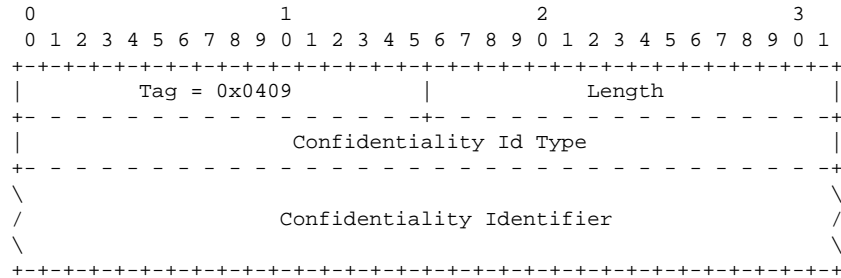 0                   1                   2                   3
 0 1 2 3 4 5 6 7 8 9 0 1 2 3 4 5 6 7 8 9 0 1 2 3 4 5 6 7 8 9 0 1
+-+-+-+-+-+-+-+-+-+-+-+-+-+-+-+-+-+-+-+-+-+-+-+-+-+-+-+-+-+-+-+-+
|         Tag = 0x0409          |            Length             |
+- - - - - - - - - - - - - - - -+- - - - - - - - - - - - - - - -+
|                     Confidentiality Id Type                   |
+- - - - - - - - - - - - - - - - - - - - - - - - - - - - - - - -+
\                                                               \
/                    Confidentiality Identifier                 /
\                                                               \
+-+-+-+-+-+-+-+-+-+-+-+-+-+-+-+-+-+-+-+-+-+-+-+-+-+-+-+-+-+-+-+-+